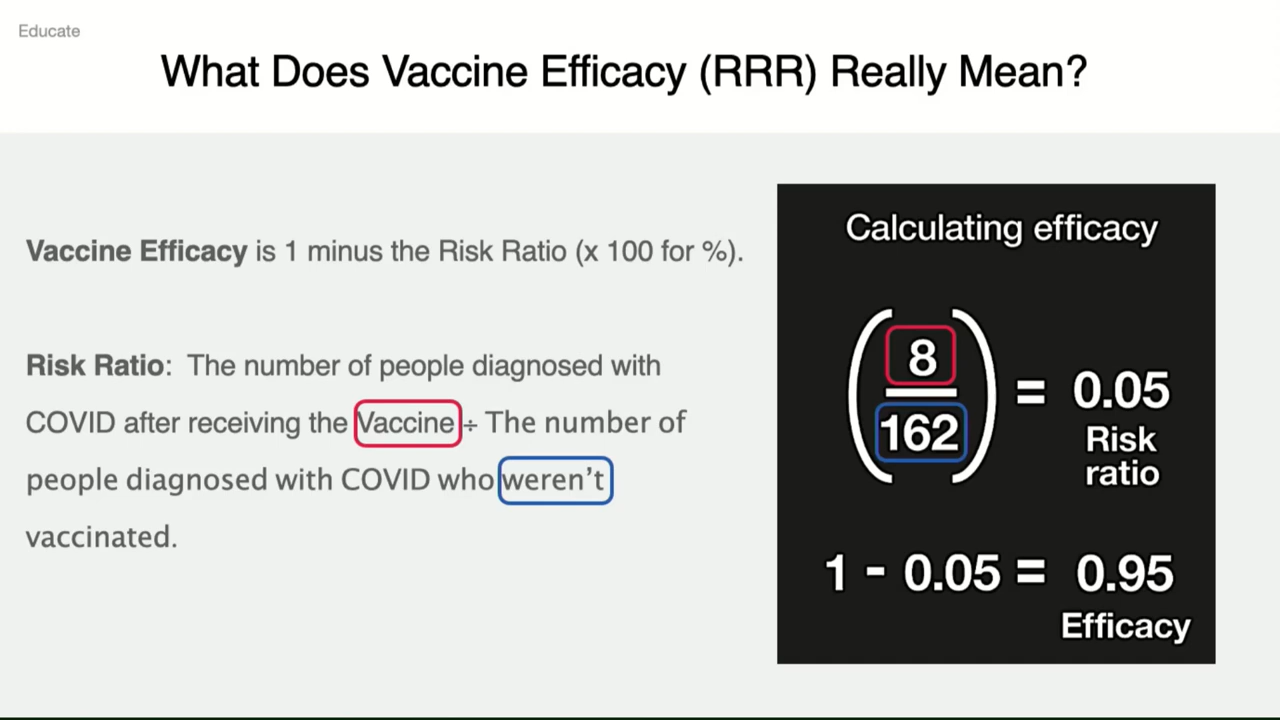 Educate
What Does Vaccine Efficacy (RRR) Really Mean?
Vaccine Efficacy is 1 minus the Risk Ratio (x 100 for %).
Risk Ratio: The number of people diagnosed with
COVID after receiving the Vaccine ÷ The number of
people diagnosed with COVID who weren’t
vaccinated.
Calculating efficacy
(8
162) = 0.05
Risk
ratio
1 - 0.05 = 0.95
Efficacy